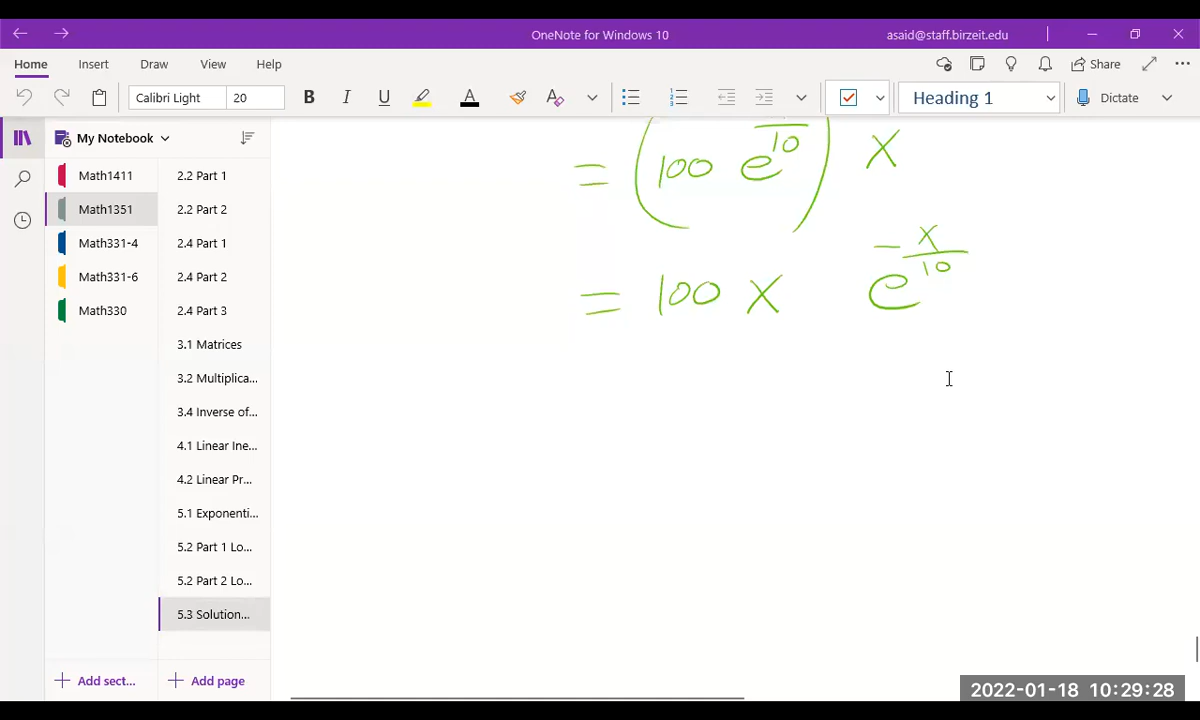 OneNote for Windows 10
asaid@staff.birzeit.edu
Home Insert Draw View Help
Share
Calibri Light 20 B I U A A Heading 1 Dictate
My Notebook
Math1411
Math1351
Math331-4
Math331-6
Math330
2.2 Part 1
2.2 Part 2
2.4 Part 1
2.4 Part 2
2.4 Part 3
3.1 Matrices
3.2 Multiplica...
3.4 Inverse of...
4.1 Linear Ine...
4.2 Linear Pr...
5.1 Exponenti...
5.2 Part 1 Lo...
5.2 Part 2 Lo...
5.3 Solution...
Add sect...
Add page
= (100 e^{/10}) X
= 100 X e^{-X/10}
2022-01-18 10:29:28